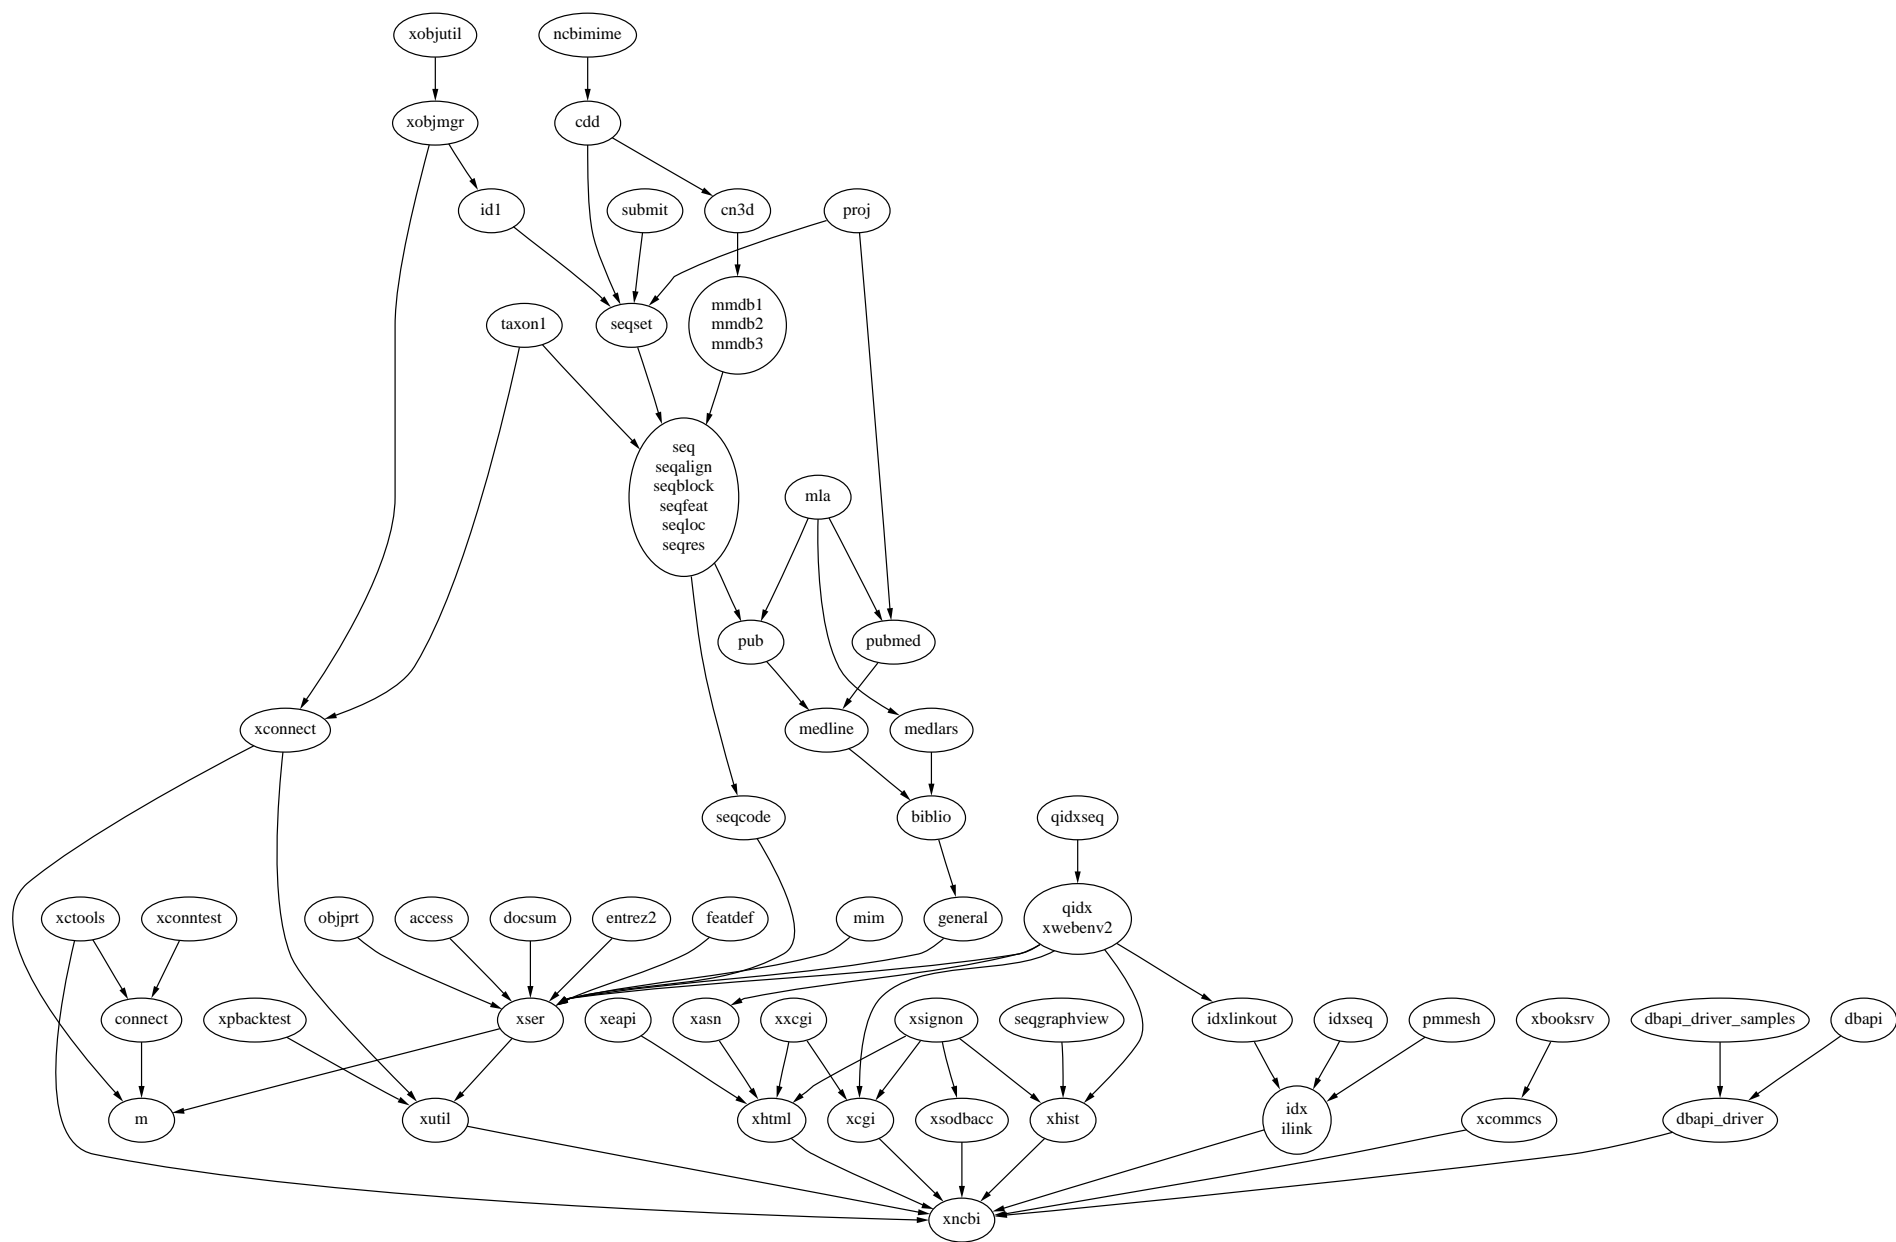 xobjutil
ncbimime
xobjmgr
cdd
id1
submit
cn3d
proj
taxon1
seqset
mmdb1
mmdb2
mmdb3
seq
seqalign
seqblock
seqfeat
seqloc
seqres
mla
pub
pubmed
xconnect
medline
medlars
seqcode
biblio
qidxseq
xctools
xconntest
objprt
access
docsum
entrez2
featdef
mim
general
qidx
xwebenv2
connect
xpbacktest
xser
xeapi
xasn
xxcgi
xsignon
seqgraphview
idxlinkout
idxseq
pmmesh
xbooksrv
dbapi_driver_samples
dbapi
m
xutil
xhtml
xcgi
xsodbacc
xhist
idx
ilink
xcommcs
dbapi_driver
xncbi